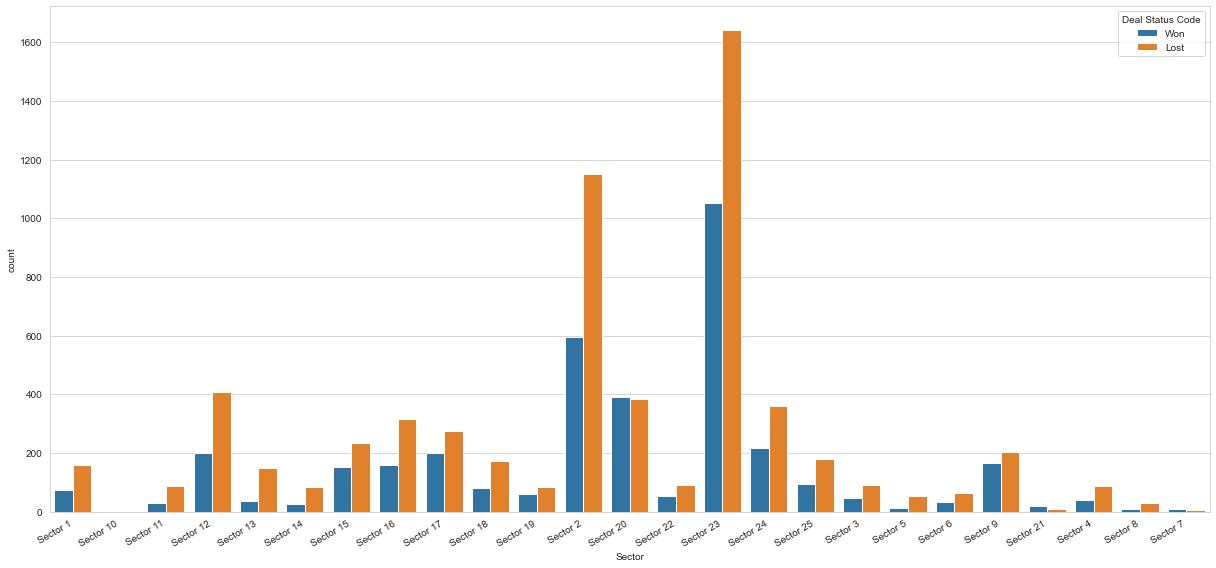 Deal Status Code
Won
Lost
1600
1400
1200
1000
800
600
400
200
0
count
Sector 1
Sector 10
Sector 11
Sector 12
Sector 13
Sector 14
Sector 15
Sector 16
Sector 17
Sector 18
Sector 19
Sector 2
Sector 20
Sector 22
Sector 23
Sector 24
Sector 25
Sector 3
Sector 5
Sector 6
Sector 9
Sector 21
Sector 4
Sector 8
Sector 7
Sector